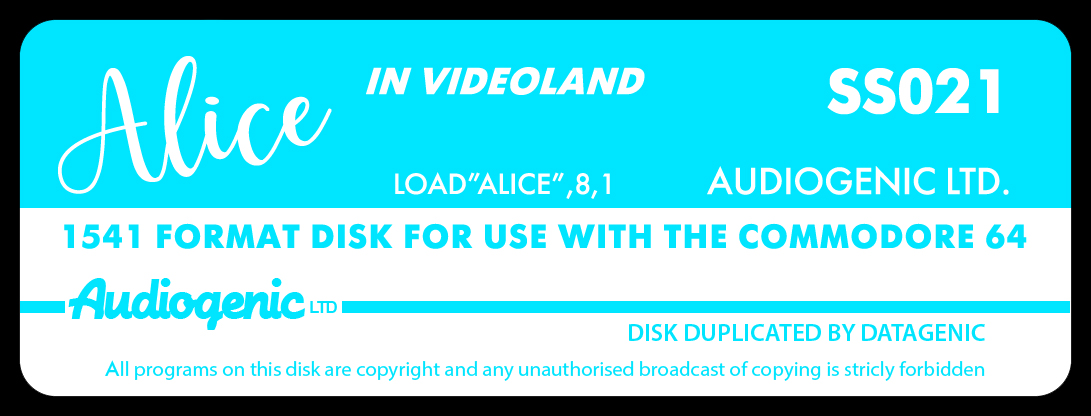 Alice IN VIDEOLAND SS021
LOAD"ALICE",8,1 AUDIOGENIC LTD.
1541 FORMAT DISK FOR USE WITH THE COMMODORE 64
Audiogenic LTD
DISK DUPLICATED BY DATAGENIC
All programs on this disk are copyright and any unauthorised broadcast of copying is stricly forbidden